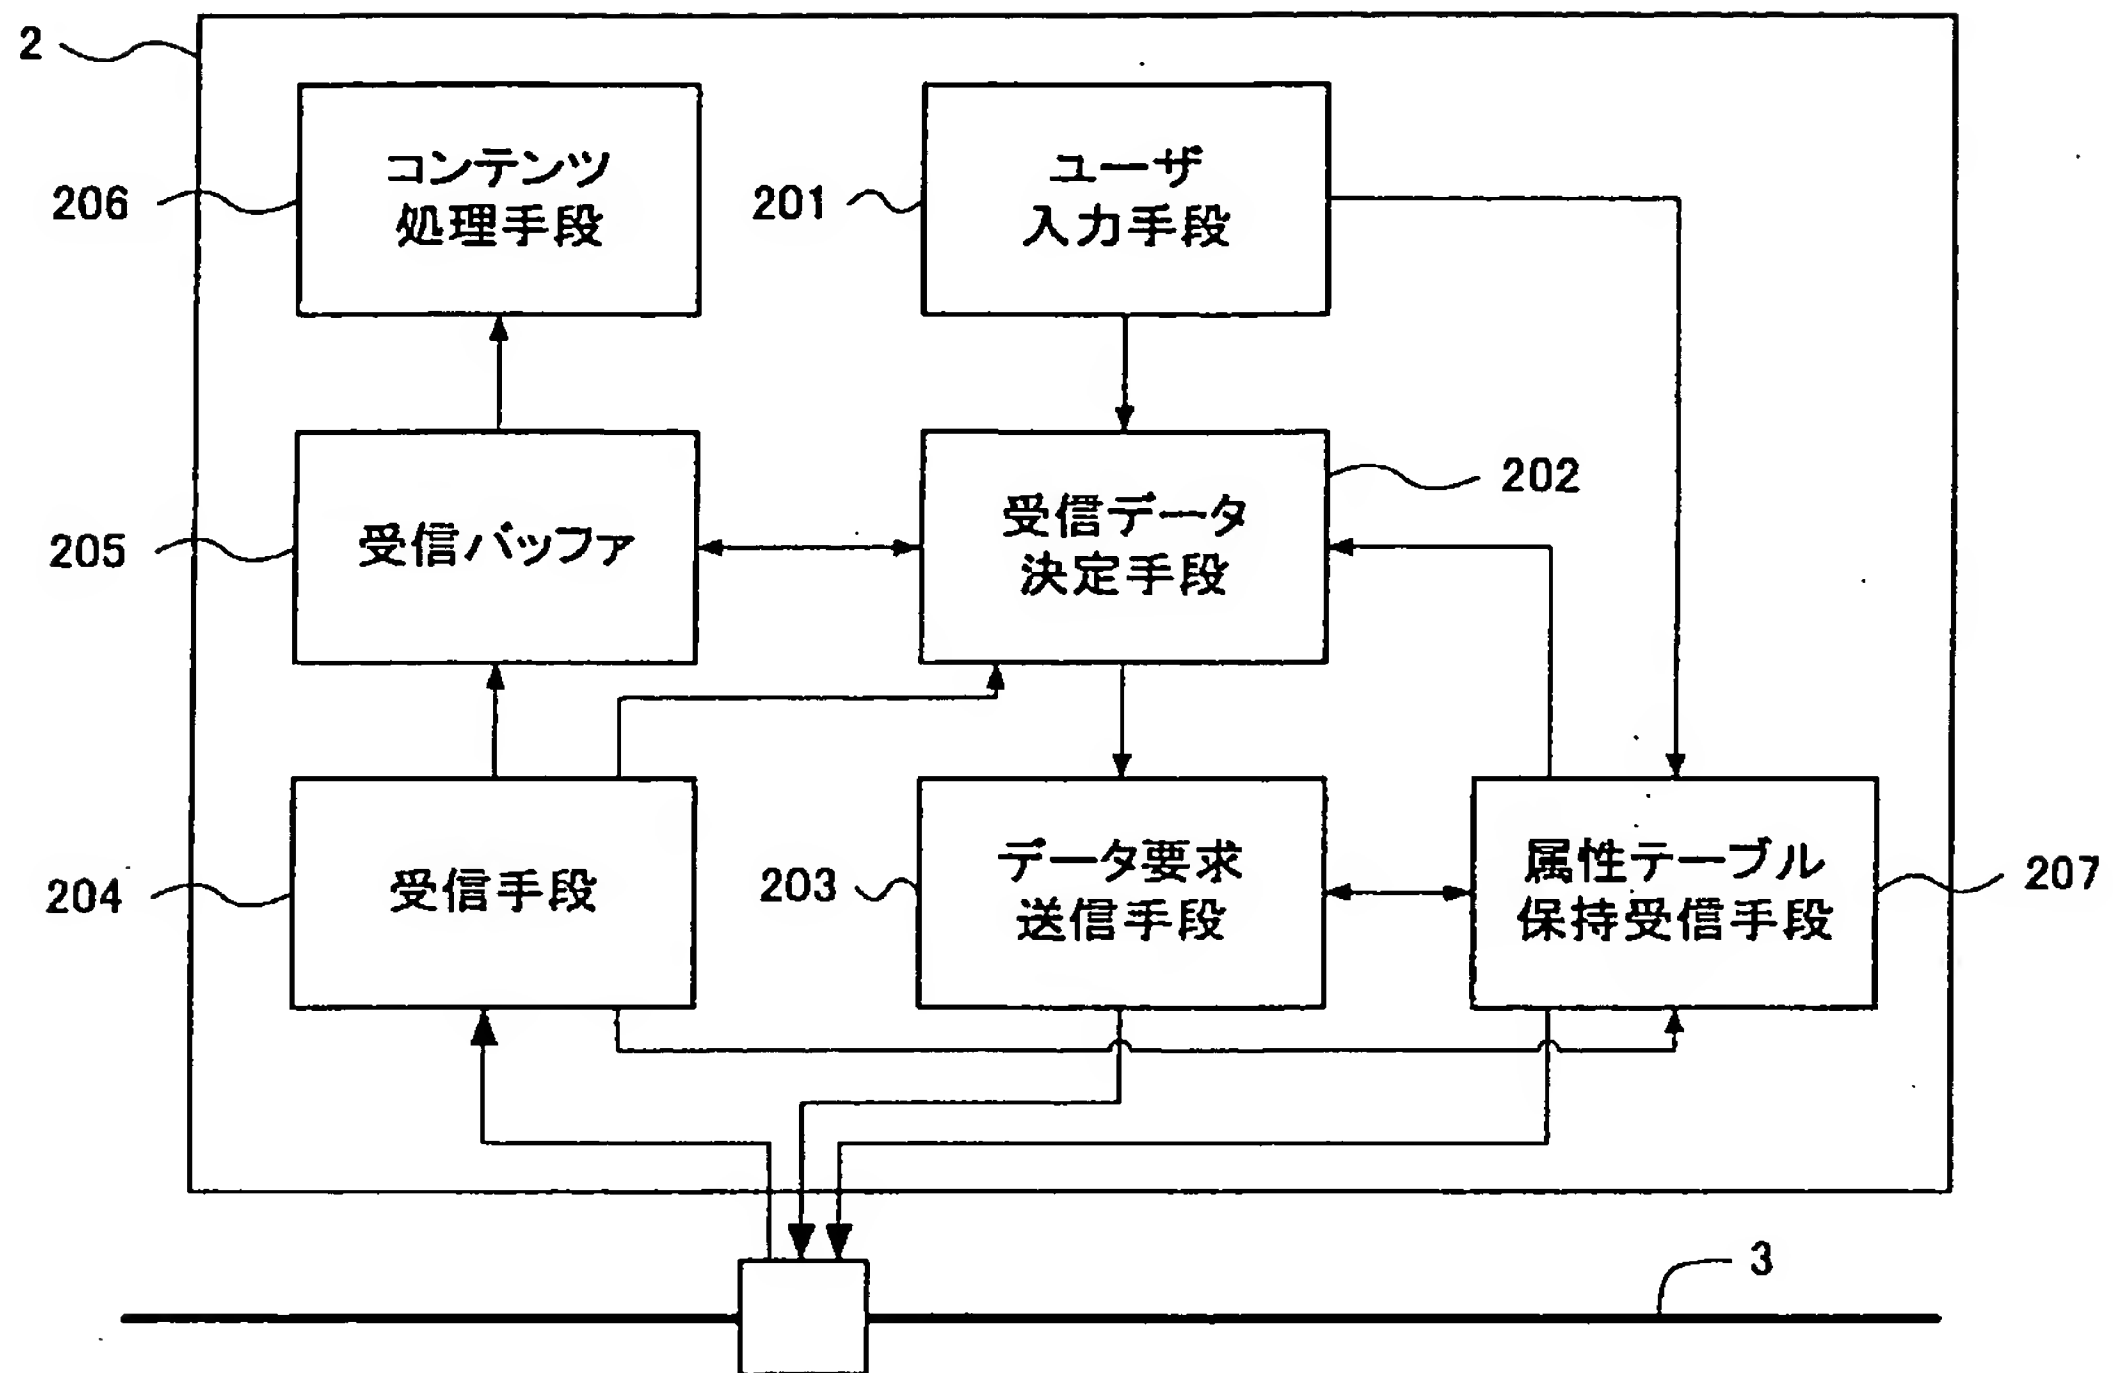 2
コンテンツ
処理手段
206
ユーザ
入力手段
201
受信バッファ
205
受信データ
決定手段
202
受信手段
204
データ要求
送信手段
203
属性テーブル
保持受信手段
207
3